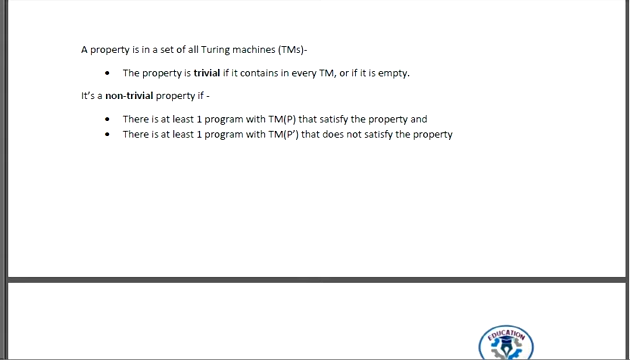 A property is in a set of all Turing machines (TMs)-
• The property is trivial if it contains in every TM, or if it is empty.
It's a non-trivial property if -
• There is at least 1 program with TM(P) that satisfy the property and
• There is at least 1 program with TM(P') that does not satisfy the property
EDUCATION